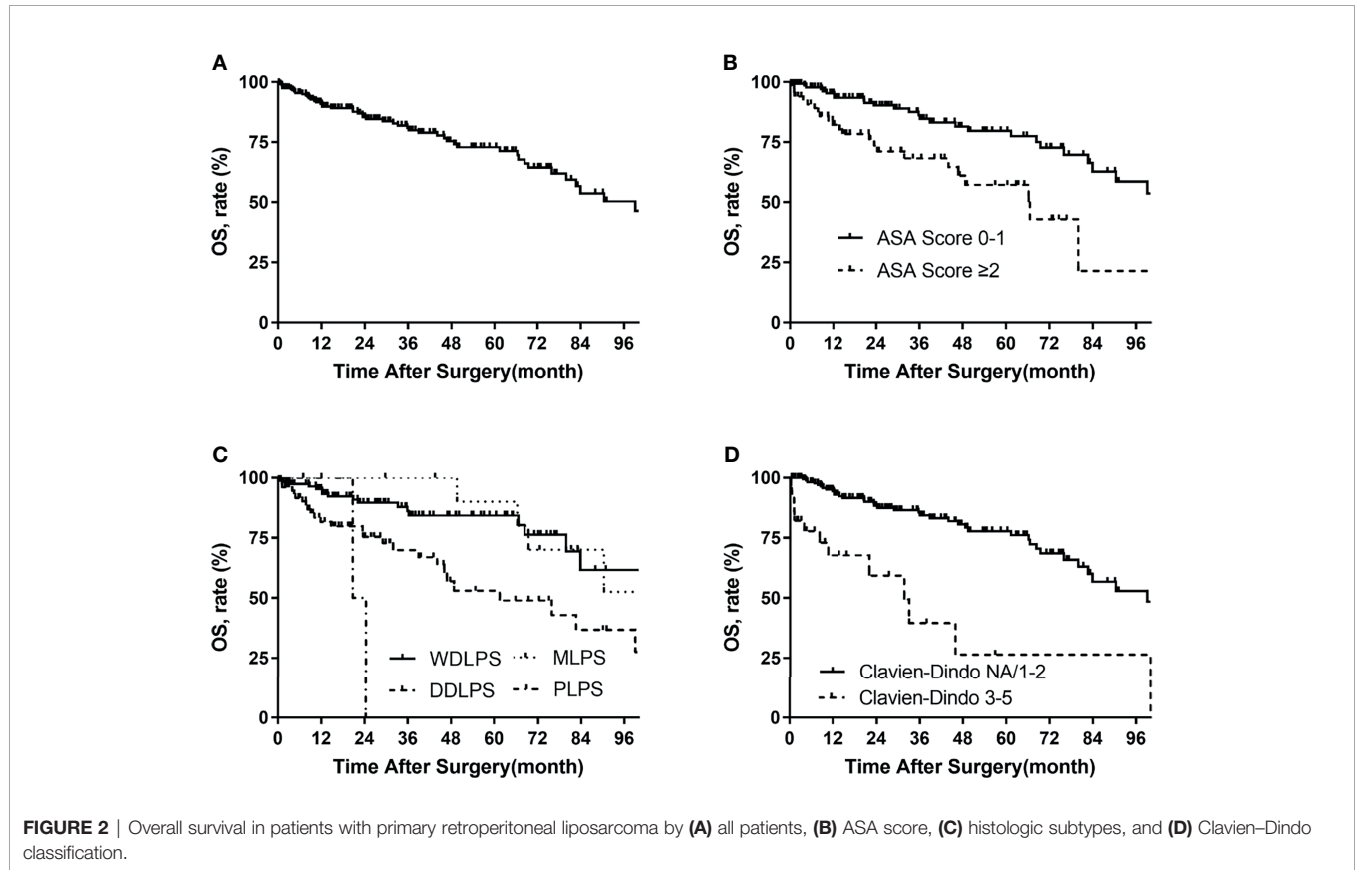 A
100
75
50
25
0
OS, rate (%)
0 12 24 36 48 60 72 84 96
Time After Surgery(month)
B
100
75
50
25
0
OS, rate (%)
ASA Score 0-1
ASA Score ≥2
0 12 24 36 48 60 72 84 96
Time After Surgery(month)
C
100
75
50
25
0
OS, rate (%)
WDLPS MLPS
DDLPS PLPS
0 12 24 36 48 60 72 84 96
Time After Surgery(month)
D
100
75
50
25
0
OS, rate (%)
Clavien-Dindo NA/1-2
Clavien-Dindo 3-5
0 12 24 36 48 60 72 84 96
Time After Surgery(month)
FIGURE 2 | Overall survival in patients with primary retroperitoneal liposarcoma by (A) all patients, (B) ASA score, (C) histologic subtypes, and (D) Clavien–Dindo
classification.